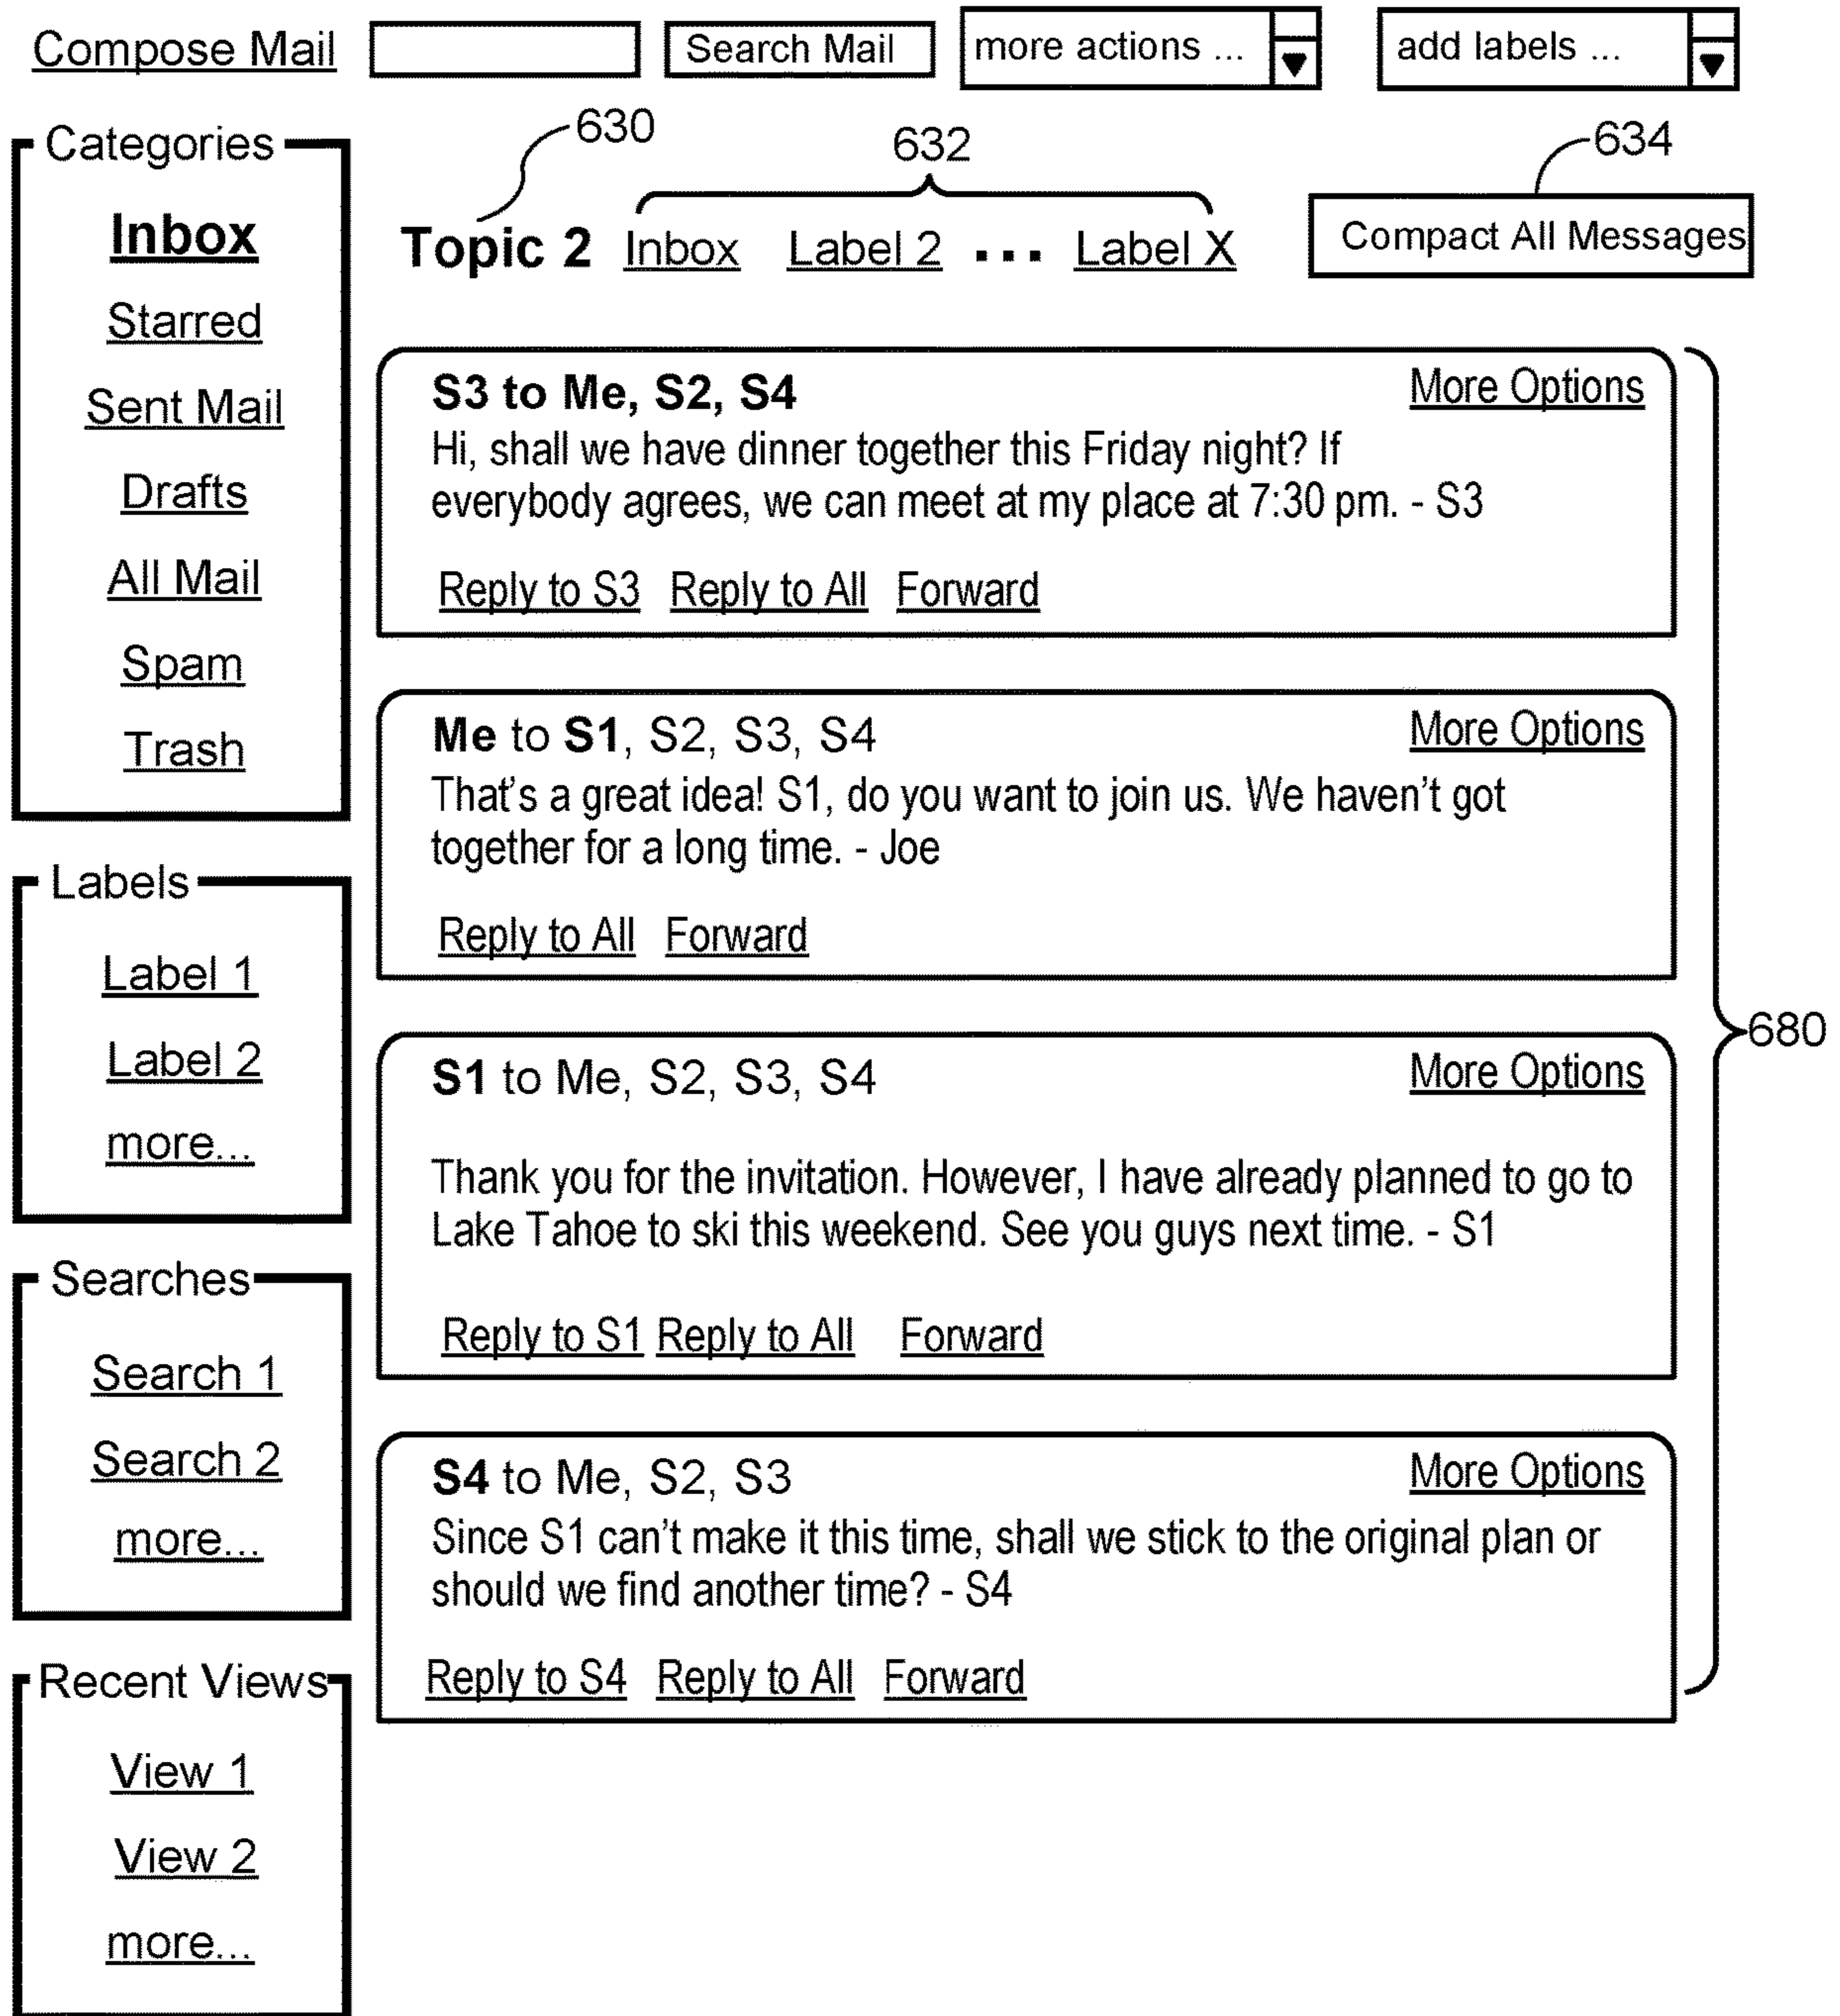 Compose Mail
Search Mail
more actions ...
add labels ...
630
632
634
Categories
Inbox
Starred
Sent Mail
Drafts
All Mail
Spam
Trash
Labels
Label 1
Label 2
more...
Searches
Search 1
Search 2
more...
Recent Views
View 1
View 2
more...
Topic 2 Inbox Label 2 ... Label X
Compact All Messages
S3 to Me, S2, S4 More Options
Hi, shall we have dinner together this Friday night? If
everybody agrees, we can meet at my place at 7:30 pm. - S3
Reply to S3 Reply to All Forward
Me to S1, S2, S3, S4 More Options
That's a great idea! S1, do you want to join us. We haven't got
together for a long time. - Joe
Reply to All Forward
S1 to Me, S2, S3, S4 More Options
Thank you for the invitation. However, I have already planned to go to
Lake Tahoe to ski this weekend. See you guys next time. - S1
Reply to S1 Reply to All Forward
S4 to Me, S2, S3 More Options
Since S1 can't make it this time, shall we stick to the original plan or
should we find another time? - S4
Reply to S4 Reply to All Forward
680